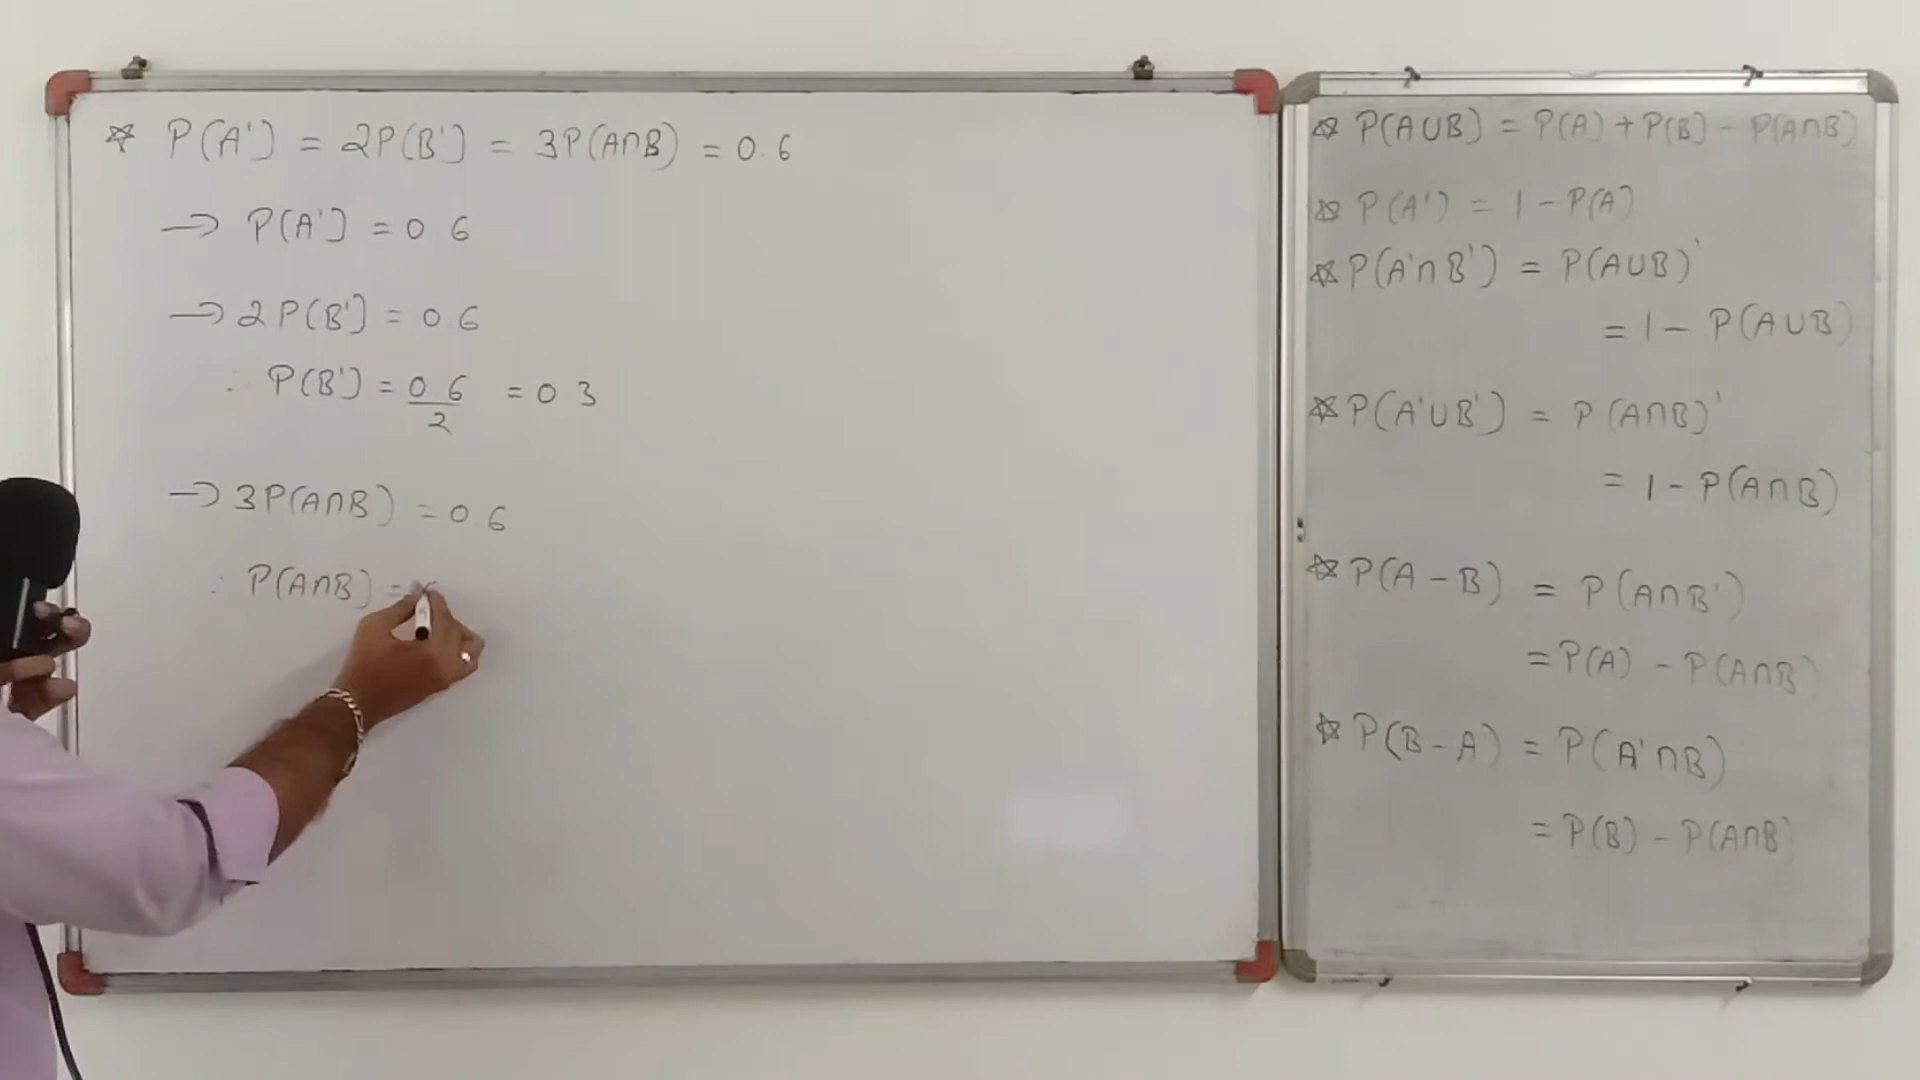 ☆ P(A') = 2P(B') = 3P(A∩B) = 0.6
→ P(A') = 0.6
→ 2P(B') = 0.6
∴ P(B') = 0.6/2 = 0.3
→ 3P(A∩B) = 0.6
∴ P(A∩B) =
☆ P(A∪B) = P(A) + P(B) - P(A∩B)
☆ P(A') = 1 - P(A)
☆ P(A'∩B') = P(A∪B)'
= 1 - P(A∪B)
☆ P(A'∪B') = P(A∩B)'
= 1 - P(A∩B)
☆ P(A - B) = P(A∩B')
= P(A) - P(A∩B)
☆ P(B - A) = P(A'∩B)
= P(B) - P(A∩B)